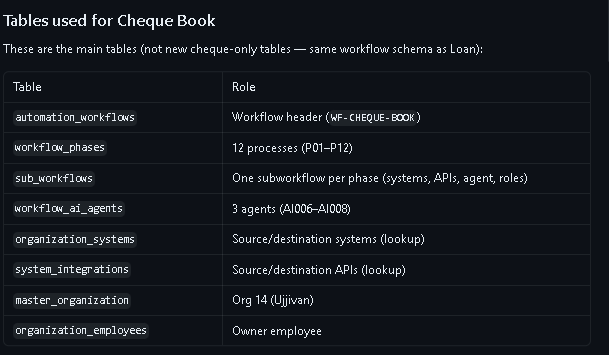 Tables used for Cheque Book
These are the main tables (not new cheque-only tables — same workflow schema as Loan):
Table Role
automation_workflows Workflow header (WF-CHEQUE-BOOK)
workflow_phases 12 processes (P01–P12)
sub_workflows One subworkflow per phase (systems, APIs, agent, roles)
workflow_ai_agents 3 agents (AI006–AI008)
organization_systems Source/destination systems (lookup)
system_integrations Source/destination APIs (lookup)
master_organization Org 14 (Ujjivan)
organization_employees Owner employee